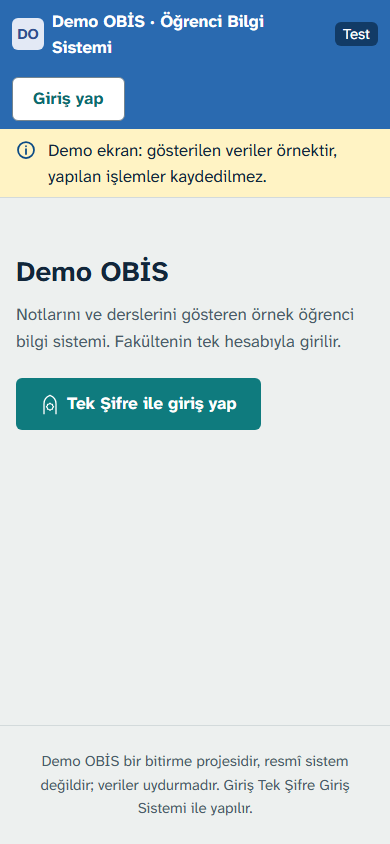 DO
Demo OBİS · Öğrenci Bilgi
Sistemi
Test
Giriş yap
Demo ekran: gösterilen veriler örnektir,
yapılan işlemler kaydedilmez.
Demo OBİS
Notlarını ve derslerini gösteren örnek öğrenci
bilgi sistemi. Fakültenin tek hesabıyla girilir.
Tek Şifre ile giriş yap
Demo OBİS bir bitirme projesidir, resmî sistem
değildir; veriler uydurmadır. Giriş Tek Şifre Giriş
Sistemi ile yapılır.